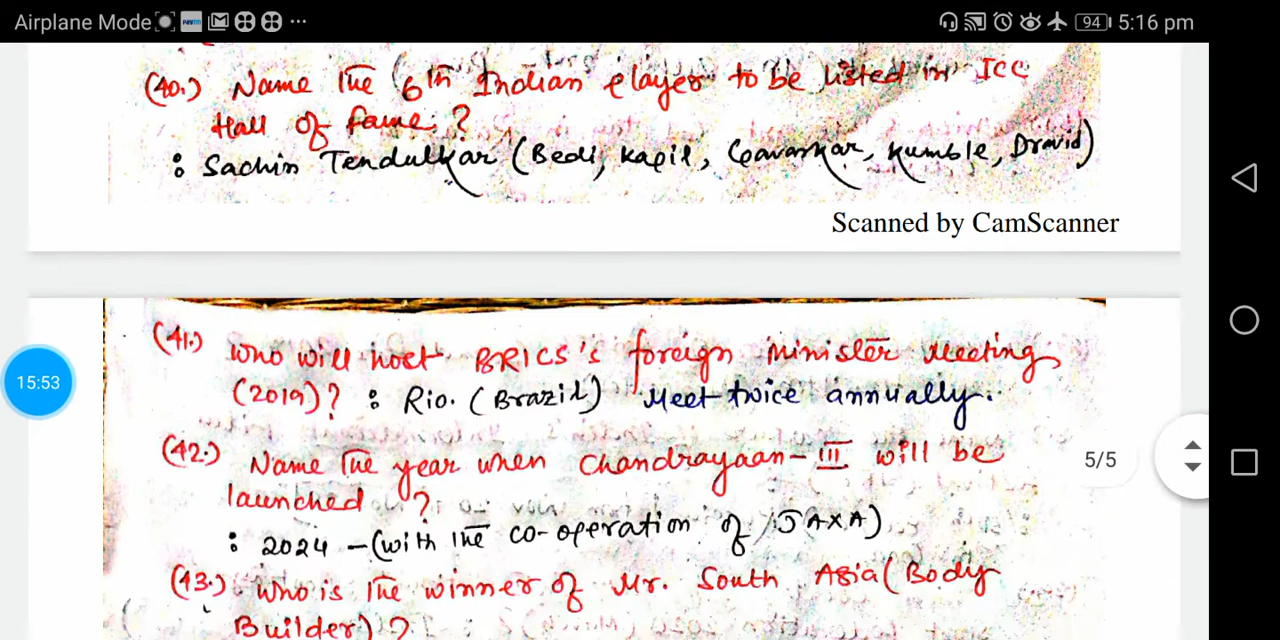 Airplane Mode Paytm ... 94 5:16 pm
(40.) Name The 6th Indian Player to be listed in ICC
Hall of fame ?
: Sachin Tendulkar (Bedi, Kapil, Gavaskar, Kumble, Dravid)
Scanned by CamScanner
(41.) Who will host BRICS's foreign minister Meeting
(2019)? : Rio. (Brazil) Meet twice annually.
15:53
(42.) Name The year when Chandrayaan-III will be
5/5
launched ?
: 2024 - (with The co-operation of JAXA)
(43.) Who is The winner of Mr. South Asia (Body
Builder) ?